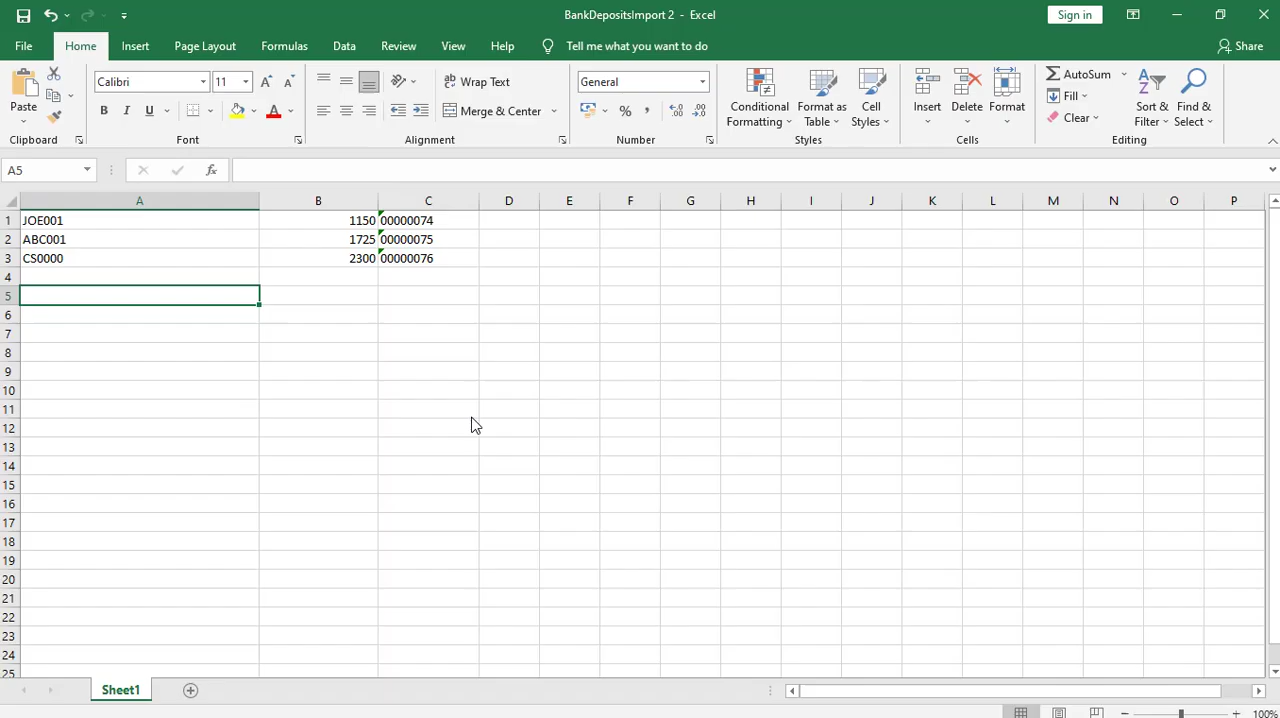 BankDepositsImport 2 - Excel
Sign in
File Home Insert Page Layout Formulas Data Review View Help Tell me what you want to do Share
Paste
Clipboard
Calibri 11
B I U
A
Font
Wrap Text
Merge & Center
Alignment
General
%
Number
Conditional Formatting
Format as Table
Cell Styles
Styles
Insert
Delete
Format
Cells
AutoSum
Fill
Clear
Sort & Filter
Find & Select
Editing
A5
fx
A B C D E F G H I J K L M N O P
1 JOE001 1150 00000074
2 ABC001 1725 00000075
3 CS0000 2300 00000076
4
5
6
7
8
9
10
11
12
13
14
15
16
17
18
19
20
21
22
23
24
25
Sheet1
100%